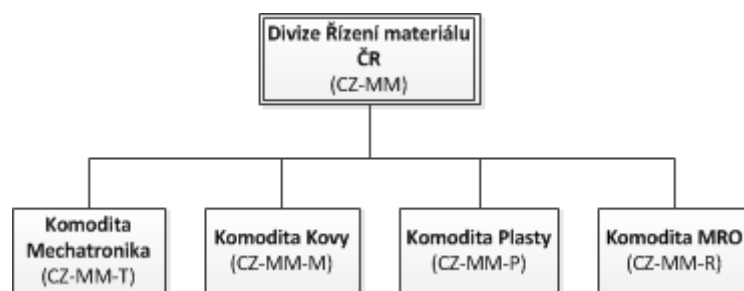 Divize Řízení materiálu
ČR
(CZ-MM)
Komodita
Mechatronika
(CZ-MM-T)
Komodita Kovy
(CZ-MM-M)
Komodita Plasty
(CZ-MM-P)
Komodita MRO
(CZ-MM-R)